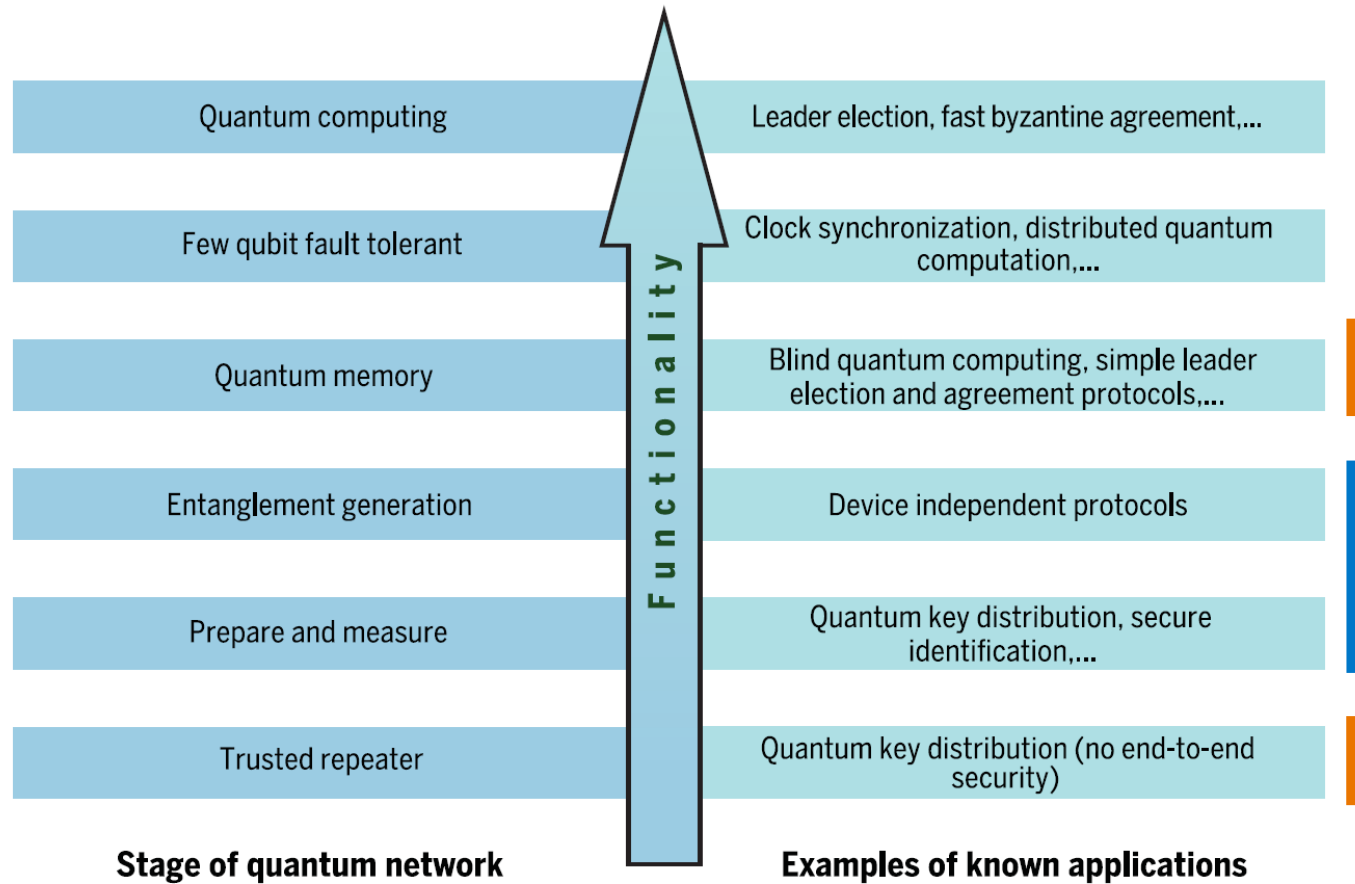 Quantum computing
Leader election, fast byzantine agreement,...
Few qubit fault tolerant
Clock synchronization, distributed quantum
computation,...
Quantum memory
Blind quantum computing, simple leader
election and agreement protocols,...
Entanglement generation
Device independent protocols
Prepare and measure
Quantum key distribution, secure
identification,...
Trusted repeater
Quantum key distribution (no end-to-end
security)
Functionality
Stage of quantum network
Examples of known applications